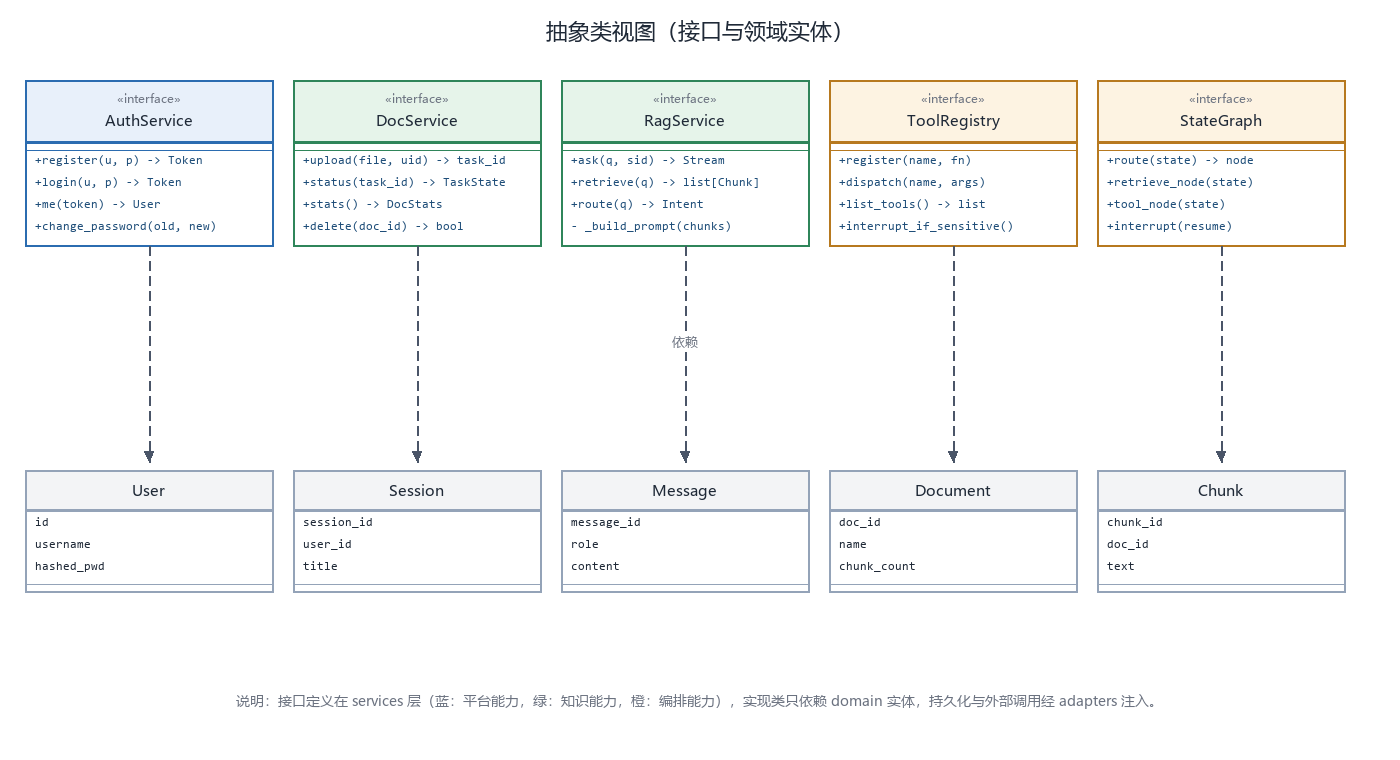 抽象类视图（接口与领域实体）
«interface»
AuthService
+register(u, p) -> Token
+login(u, p) -> Token
+me(token) -> User
+change_password(old, new)
«interface»
DocService
+upload(file, uid) -> task_id
+status(task_id) -> TaskState
+stats() -> DocStats
+delete(doc_id) -> bool
«interface»
RagService
+ask(q, sid) -> Stream
+retrieve(q) -> list[Chunk]
+route(q) -> Intent
- _build_prompt(chunks)
«interface»
ToolRegistry
+register(name, fn)
+dispatch(name, args)
+list_tools() -> list
+interrupt_if_sensitive()
«interface»
StateGraph
+route(state) -> node
+retrieve_node(state)
+tool_node(state)
+interrupt(resume)
依赖
User
id
username
hashed_pwd
Session
session_id
user_id
title
Message
message_id
role
content
Document
doc_id
name
chunk_count
Chunk
chunk_id
doc_id
text
说明：接口定义在 services 层（蓝：平台能力，绿：知识能力，橙：编排能力），实现类只依赖 domain 实体，持久化与外部调用经 adapters 注入。